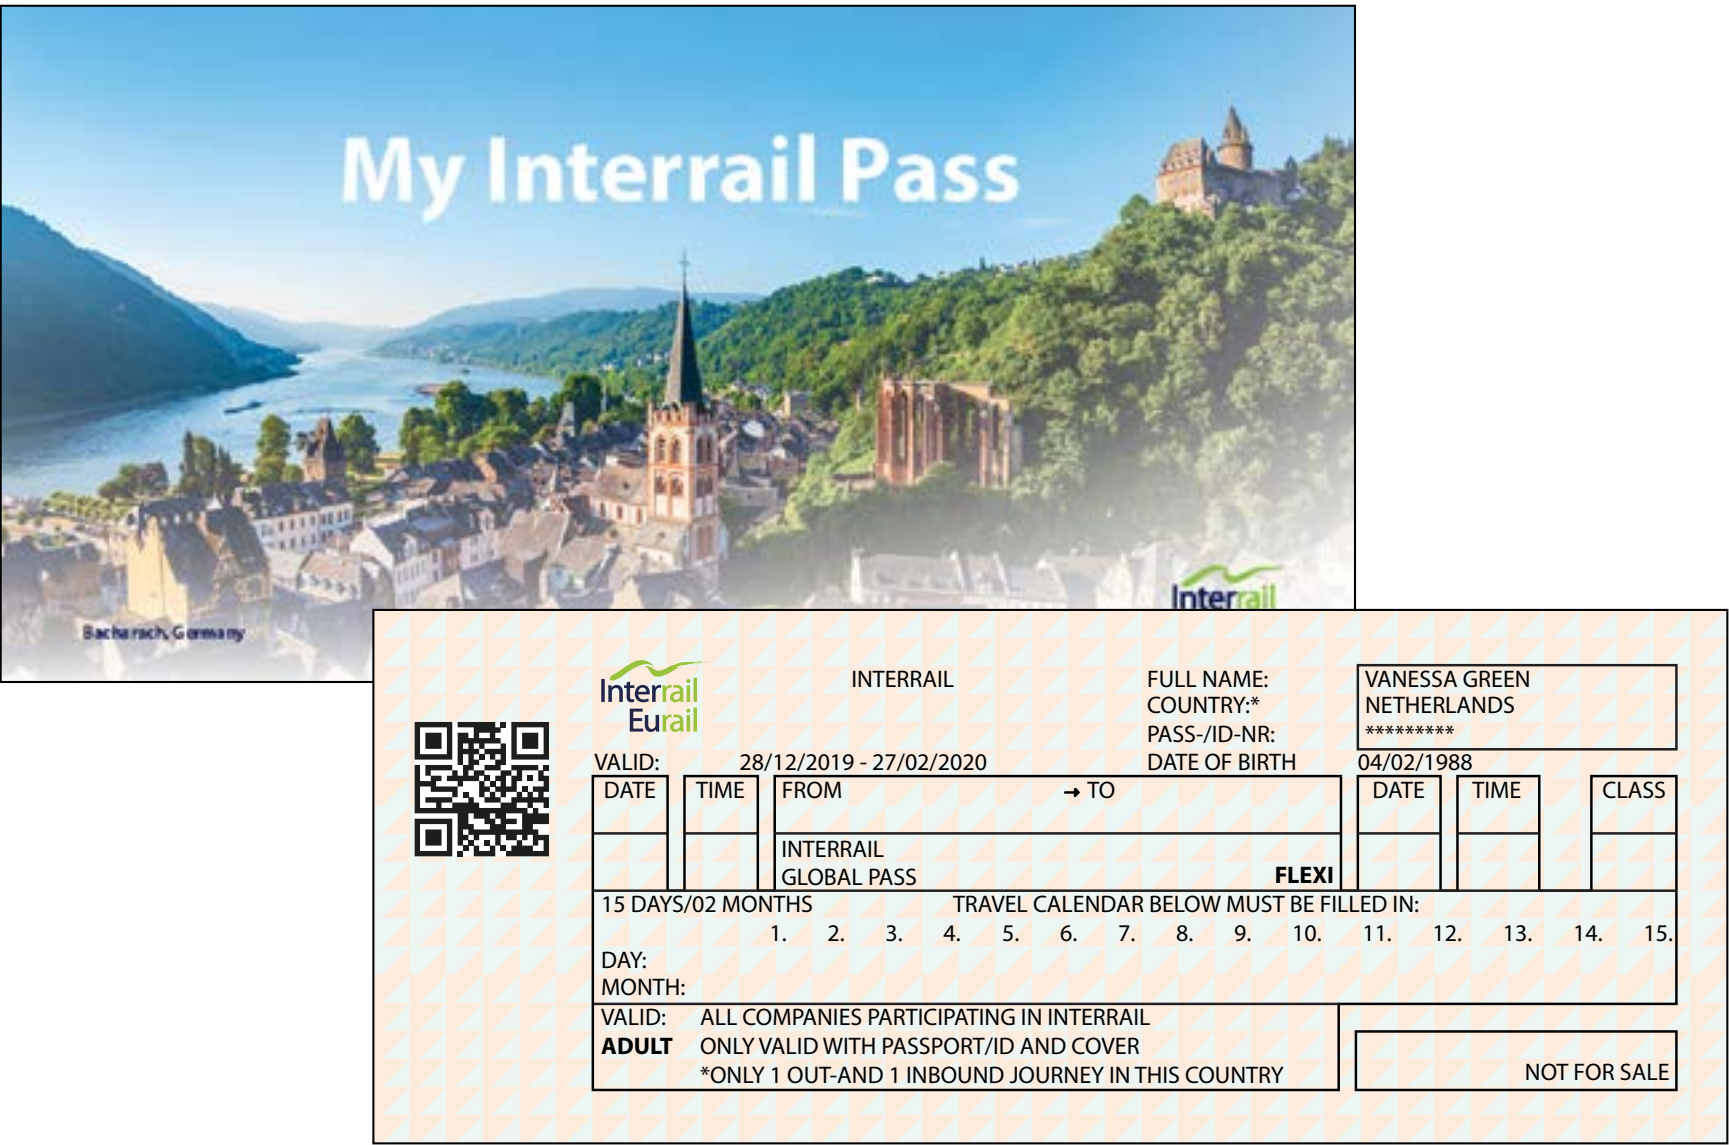 My Interrail Pass
Interrail
Bacharach, Germany
Interrail
Eurail
INTERRAIL
FULL NAME: VANESSA GREEN
COUNTRY:* NETHERLANDS
PASS-/ID-NR: *********
VALID: 28/12/2019 - 27/02/2020 DATE OF BIRTH 04/02/1988
DATE TIME FROM → TO DATE TIME CLASS
INTERRAIL
GLOBAL PASS FLEXI
15 DAYS/02 MONTHS TRAVEL CALENDAR BELOW MUST BE FILLED IN:
1. 2. 3. 4. 5. 6. 7. 8. 9. 10. 11. 12. 13. 14. 15.
DAY:
MONTH:
VALID: ALL COMPANIES PARTICIPATING IN INTERRAIL
ADULT ONLY VALID WITH PASSPORT/ID AND COVER
*ONLY 1 OUT-AND 1 INBOUND JOURNEY IN THIS COUNTRY
NOT FOR SALE